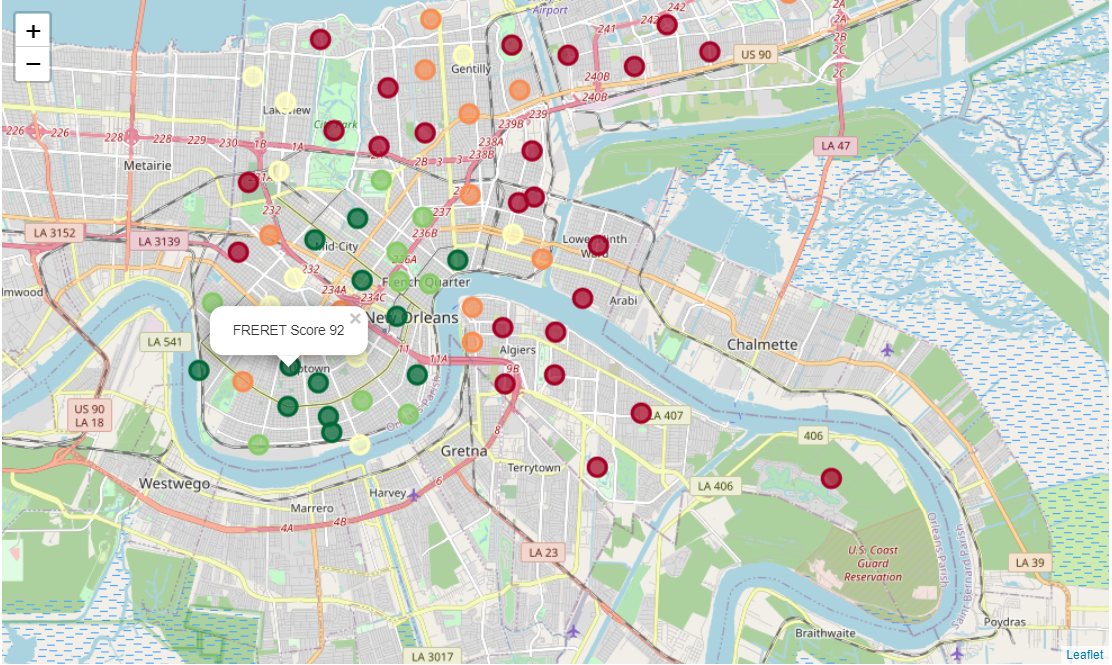 +
−
Airport
242
241
242
2A
2A
2B
2C
2C
US 90
Gentilly
240B
240B
239
239B
Lakeview
City Park
226
226
228
228
229
230
1B
1A
2B
3
3
238A
238B
LA 47
Metairie
232
237
236B
LA 3152
LA 3139
Mid-City
Lower Ninth
Ward
232
234A
234C
French Quarter
Arabi
New Orleans
×
FRERET Score 92
LA 541
11
11A
Algiers
9B
Chalmette
US 90
LA 18
8
LA 407
406
Gretna
Terrytown
LA 406
Westwego
Harvey
6
Marrero
4A
4B
LA 23
U.S. Coast
Guard
Reservation
Orleans Parish
Saint Bernard Parish
LA 39
Poydras
Braithwaite
LA 3017
Leaflet